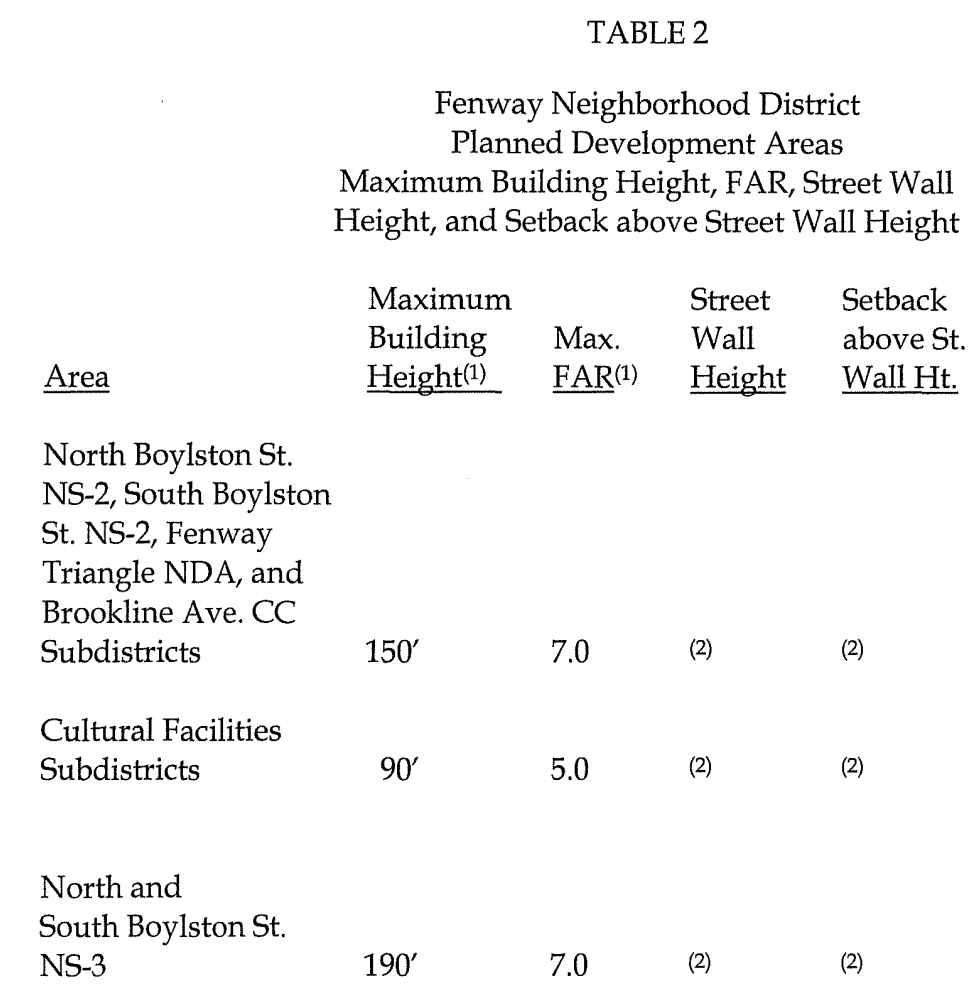 TABLE 2
Fenway Neighborhood District
Planned Development Areas
Maximum Building Height, FAR, Street Wall
Height, and Setback above Street Wall Height
Maximum Street Setback
Building Max. Wall above St.
Area Height(1) FAR(1) Height Wall Ht.
North Boylston St.
NS-2, South Boylston
St. NS-2, Fenway
Triangle NDA, and
Brookline Ave. CC
Subdistricts 150' 7.0 (2) (2)
Cultural Facilities
Subdistricts 90' 5.0 (2) (2)
North and
South Boylston St.
NS-3 190' 7.0 (2) (2)